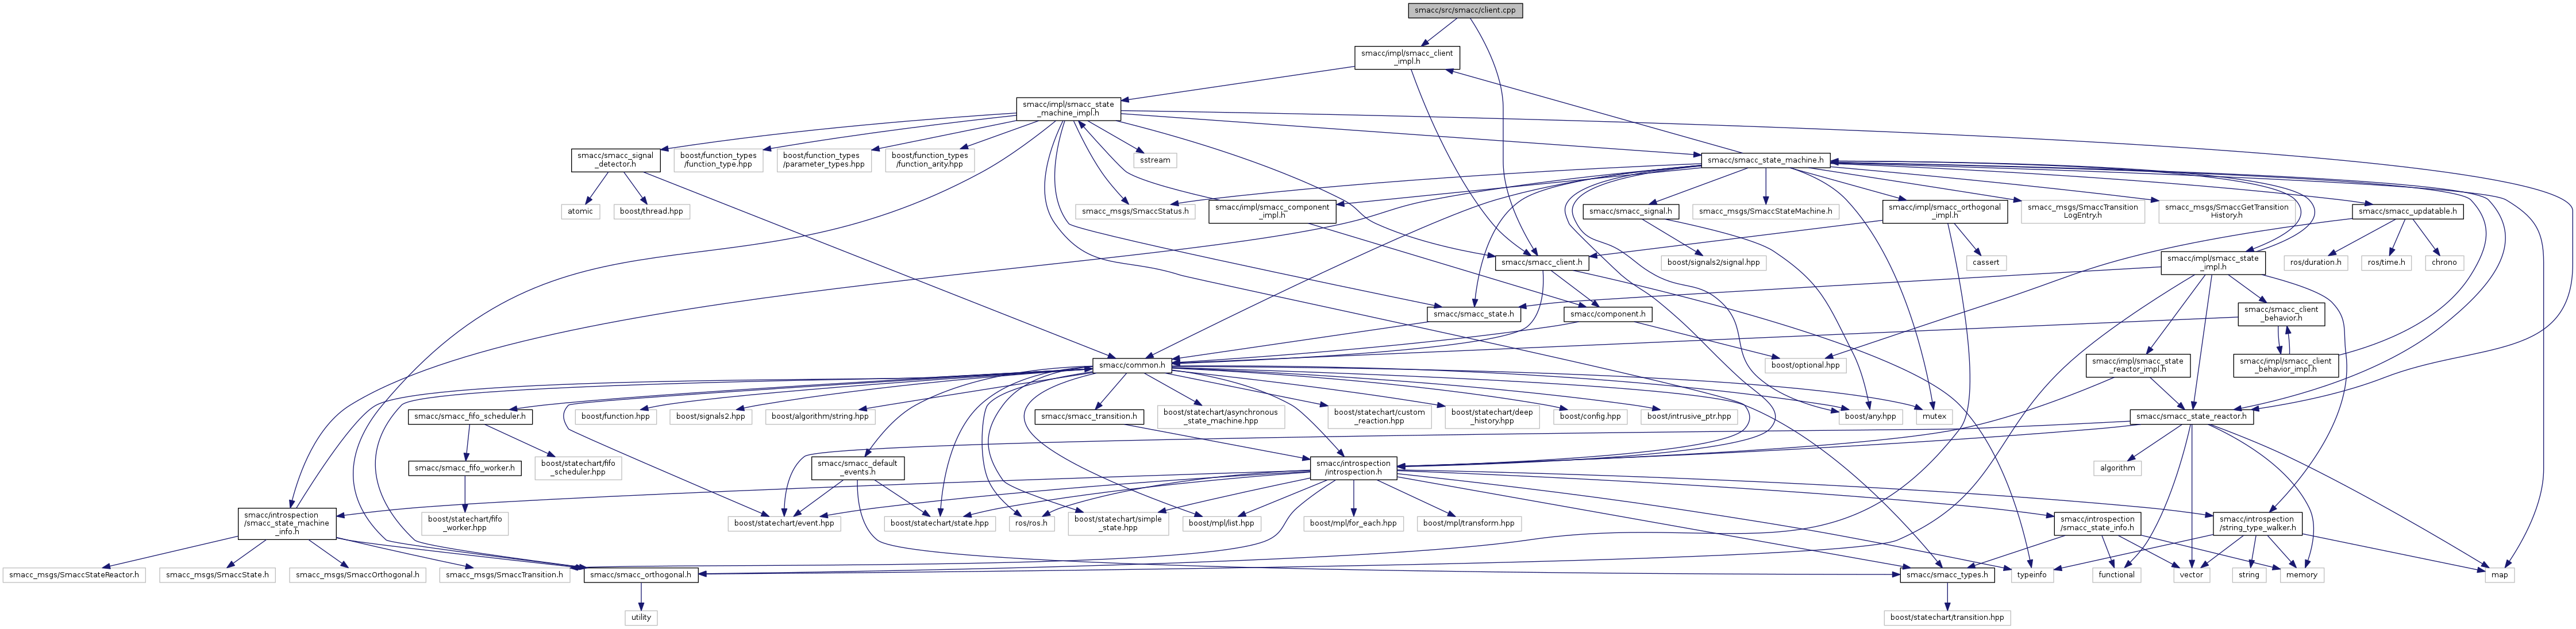 smacc/src/smacc/client.cpp
smacc/impl/smacc_client
_impl.h
smacc/impl/smacc_state
_machine_impl.h
smacc/smacc_signal
_detector.h
boost/function_types
/function_type.hpp
boost/function_types
/parameter_types.hpp
boost/function_types
/function_arity.hpp
sstream
smacc/smacc_state_machine.h
atomic
boost/thread.hpp
smacc_msgs/SmaccStatus.h
smacc/impl/smacc_component
_impl.h
smacc/smacc_signal.h
smacc_msgs/SmaccStateMachine.h
smacc/impl/smacc_orthogonal
_impl.h
smacc_msgs/SmaccTransition
LogEntry.h
smacc_msgs/SmaccGetTransition
History.h
smacc/smacc_updatable.h
smacc/smacc_client.h
boost/signals2/signal.hpp
cassert
smacc/impl/smacc_state
_impl.h
ros/duration.h
ros/time.h
chrono
smacc/smacc_state.h
smacc/component.h
smacc/smacc_client
_behavior.h
smacc/common.h
boost/optional.hpp
smacc/impl/smacc_state
_reactor_impl.h
smacc/impl/smacc_client
_behavior_impl.h
smacc/smacc_fifo_scheduler.h
boost/function.hpp
boost/signals2.hpp
boost/algorithm/string.hpp
smacc/smacc_transition.h
boost/statechart/asynchronous
_state_machine.hpp
boost/statechart/custom
_reaction.hpp
boost/statechart/deep
_history.hpp
boost/config.hpp
boost/intrusive_ptr.hpp
boost/any.hpp
mutex
smacc/smacc_state_reactor.h
smacc/smacc_fifo_worker.h
boost/statechart/fifo
_scheduler.hpp
smacc/smacc_default
_events.h
smacc/introspection
/introspection.h
algorithm
smacc/introspection
/smacc_state_machine
_info.h
boost/statechart/fifo
_worker.hpp
boost/statechart/event.hpp
boost/statechart/state.hpp
ros/ros.h
boost/statechart/simple
_state.hpp
boost/mpl/list.hpp
boost/mpl/for_each.hpp
boost/mpl/transform.hpp
smacc/introspection
/smacc_state_info.h
smacc/introspection
/string_type_walker.h
smacc_msgs/SmaccStateReactor.h
smacc_msgs/SmaccState.h
smacc_msgs/SmaccOrthogonal.h
smacc_msgs/SmaccTransition.h
smacc/smacc_orthogonal.h
smacc/smacc_types.h
typeinfo
functional
vector
string
memory
map
utility
boost/statechart/transition.hpp